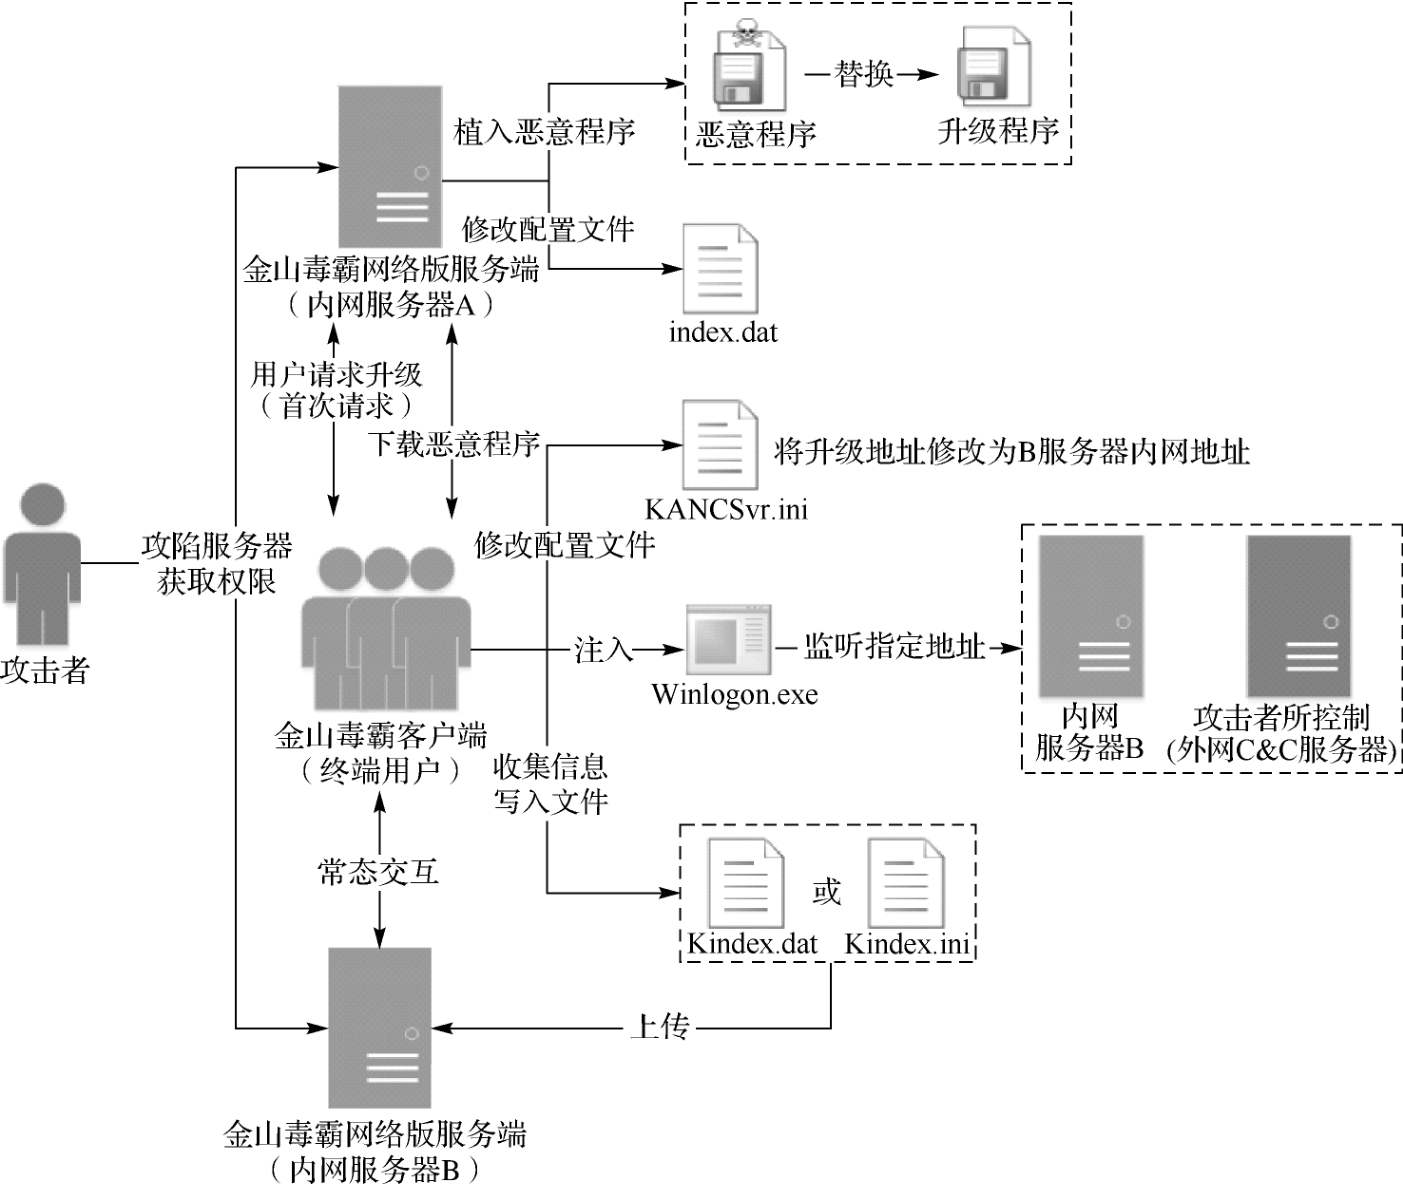 恶意程序
替换
升级程序
植入恶意程序
修改配置文件
金山毒霸网络版服务端
（内网服务器A）
index.dat
用户请求升级
（首次请求）
下载恶意程序
将升级地址修改为B服务器内网地址
KANCSvr.ini
攻陷服务器
获取权限
修改配置文件
攻击者
注入
监听指定地址
Winlogon.exe
内网
服务器B
攻击者所控制
(外网C&C服务器)
金山毒霸客户端
（终端用户）
收集信息
写入文件
常态交互
或
Kindex.dat
Kindex.ini
上传
金山毒霸网络版服务端
（内网服务器B）